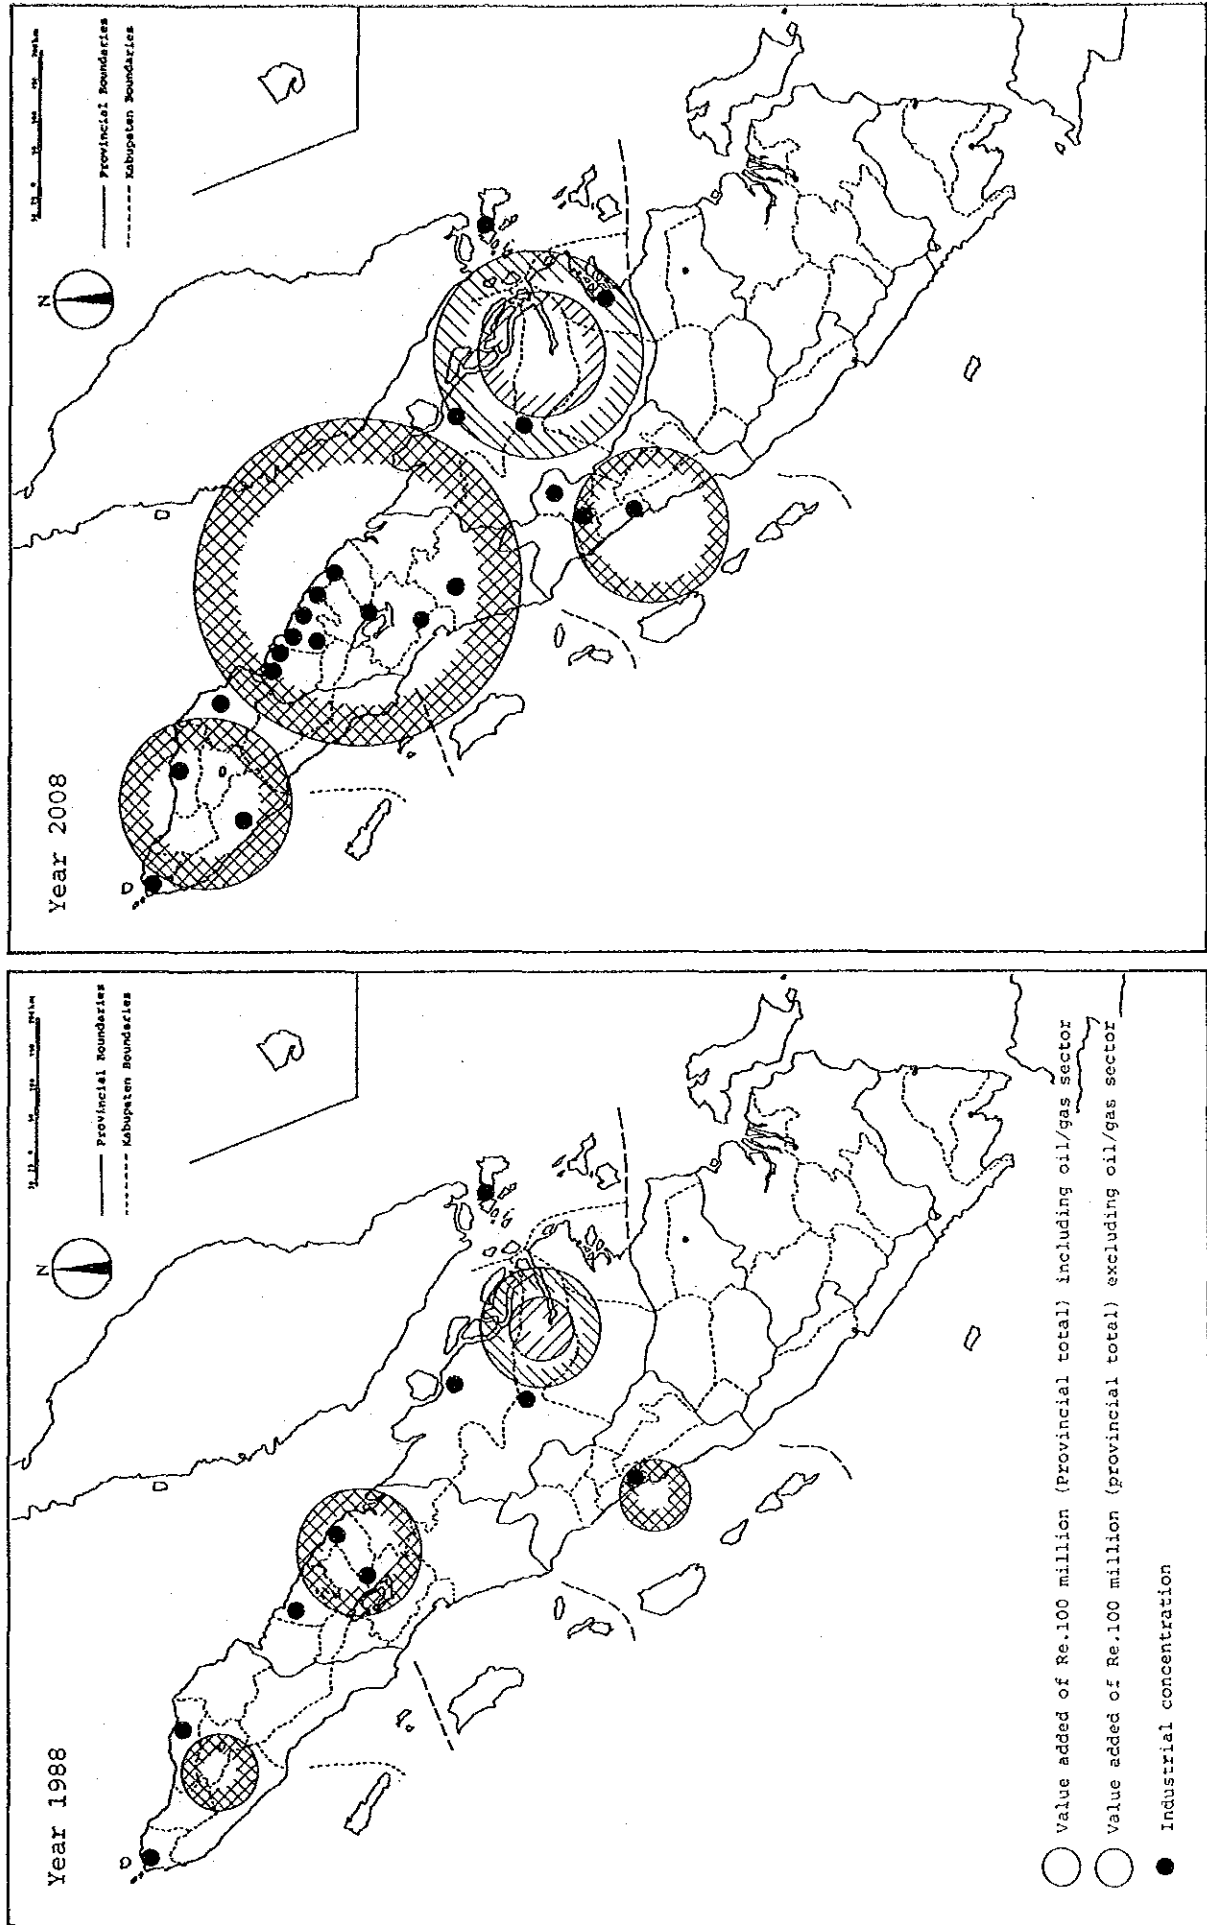 Year 1988
N
Provincial Boundaries
Kabupaten Boundaries
Value added of Re.100 million (Provincial total) including oil/gas sector
Value added of Re.100 million (provincial total) excluding oil/gas sector
Industrial concentration
Year 2008
N
Provincial Boundaries
Kabupaten Boundaries